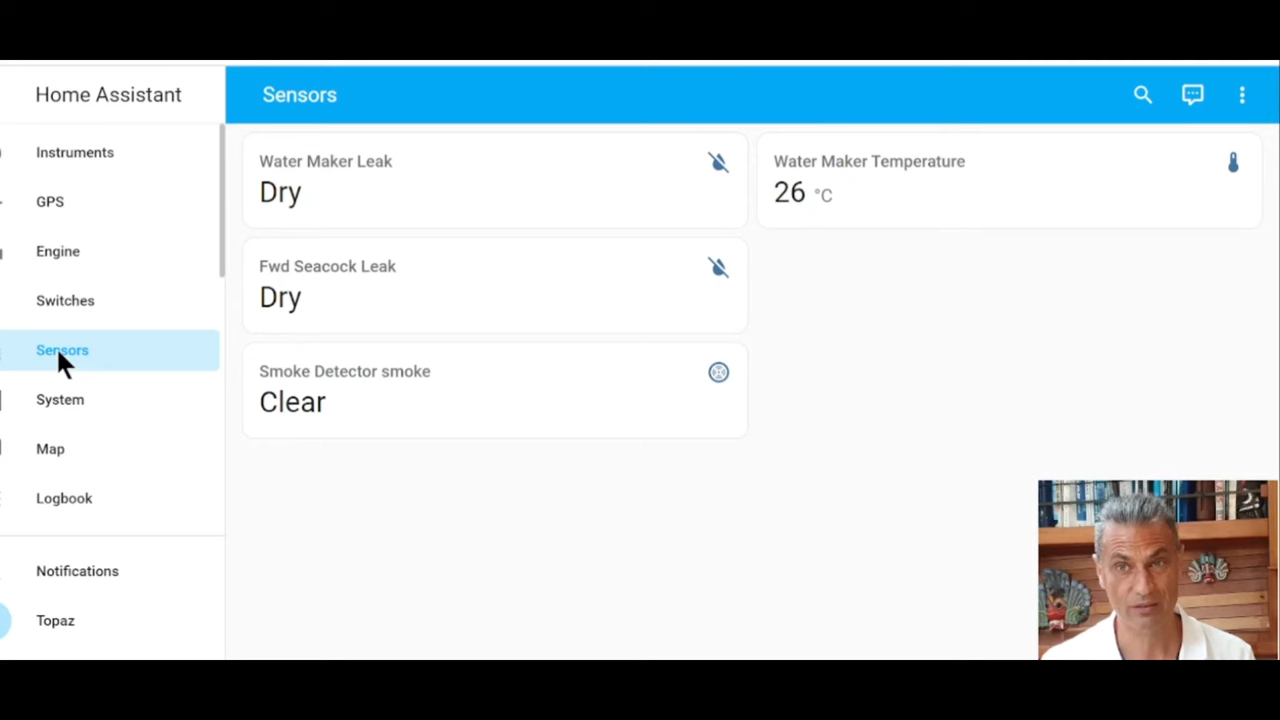 Home Assistant
Sensors
Instruments
GPS
Engine
Switches
Sensors
System
Map
Logbook
Notifications
Topaz
Water Maker Leak
Dry
Water Maker Temperature
26 °C
Fwd Seacock Leak
Dry
Smoke Detector smoke
Clear